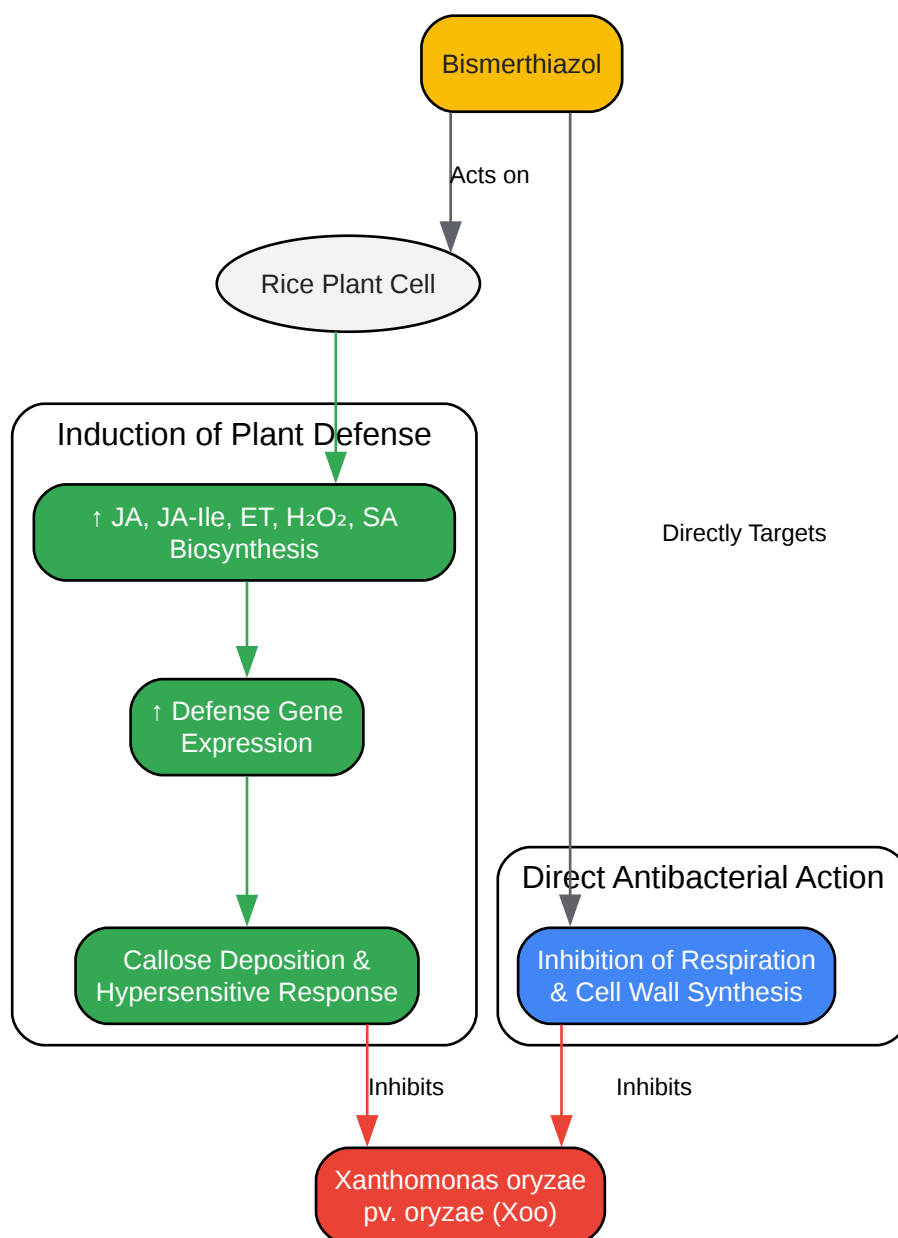 Bismerthiazol
Acts on
Rice Plant Cell
Induction of Plant Defense
↑ JA, JA-Ile, ET, H₂O₂, SA
Biosynthesis
Directly Targets
↑ Defense Gene
Expression
Direct Antibacterial Action
Callose Deposition &
Hypersensitive Response
Inhibition of Respiration
& Cell Wall Synthesis
Inhibits
Inhibits
Xanthomonas oryzae
pv. oryzae (Xoo)